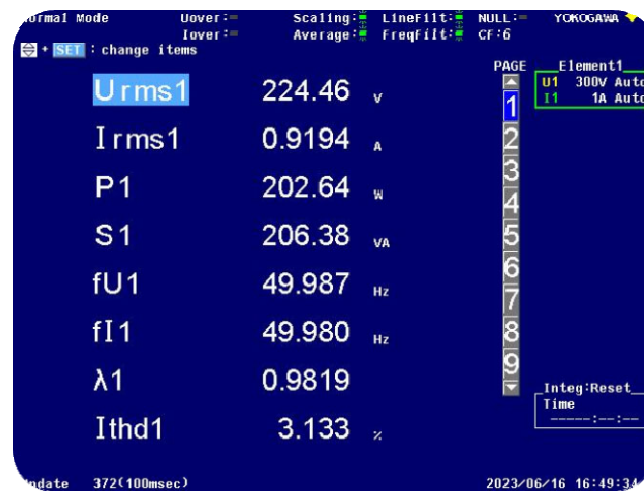 ormal Mode Uover:= Scaling: LineFilt: NULL:= YOKOGAWA
Iover:= Average: FreqFilt: CF:6
+ SET : change items
PAGE Element1
U1 300V Auto
I1 1A Auto
Urms1 224.46 V
1
Irms1 0.9194 A
2
3
P1 202.64 W
4
S1 206.38 VA
5
6
fU1 49.987 Hz
7
fI1 49.980 Hz
8
λ1 0.9819
9
Integ:Reset
Time
-----:--:--
Ithd1 3.133 %
pdate 372(100msec) 2023/06/16 16:49:34